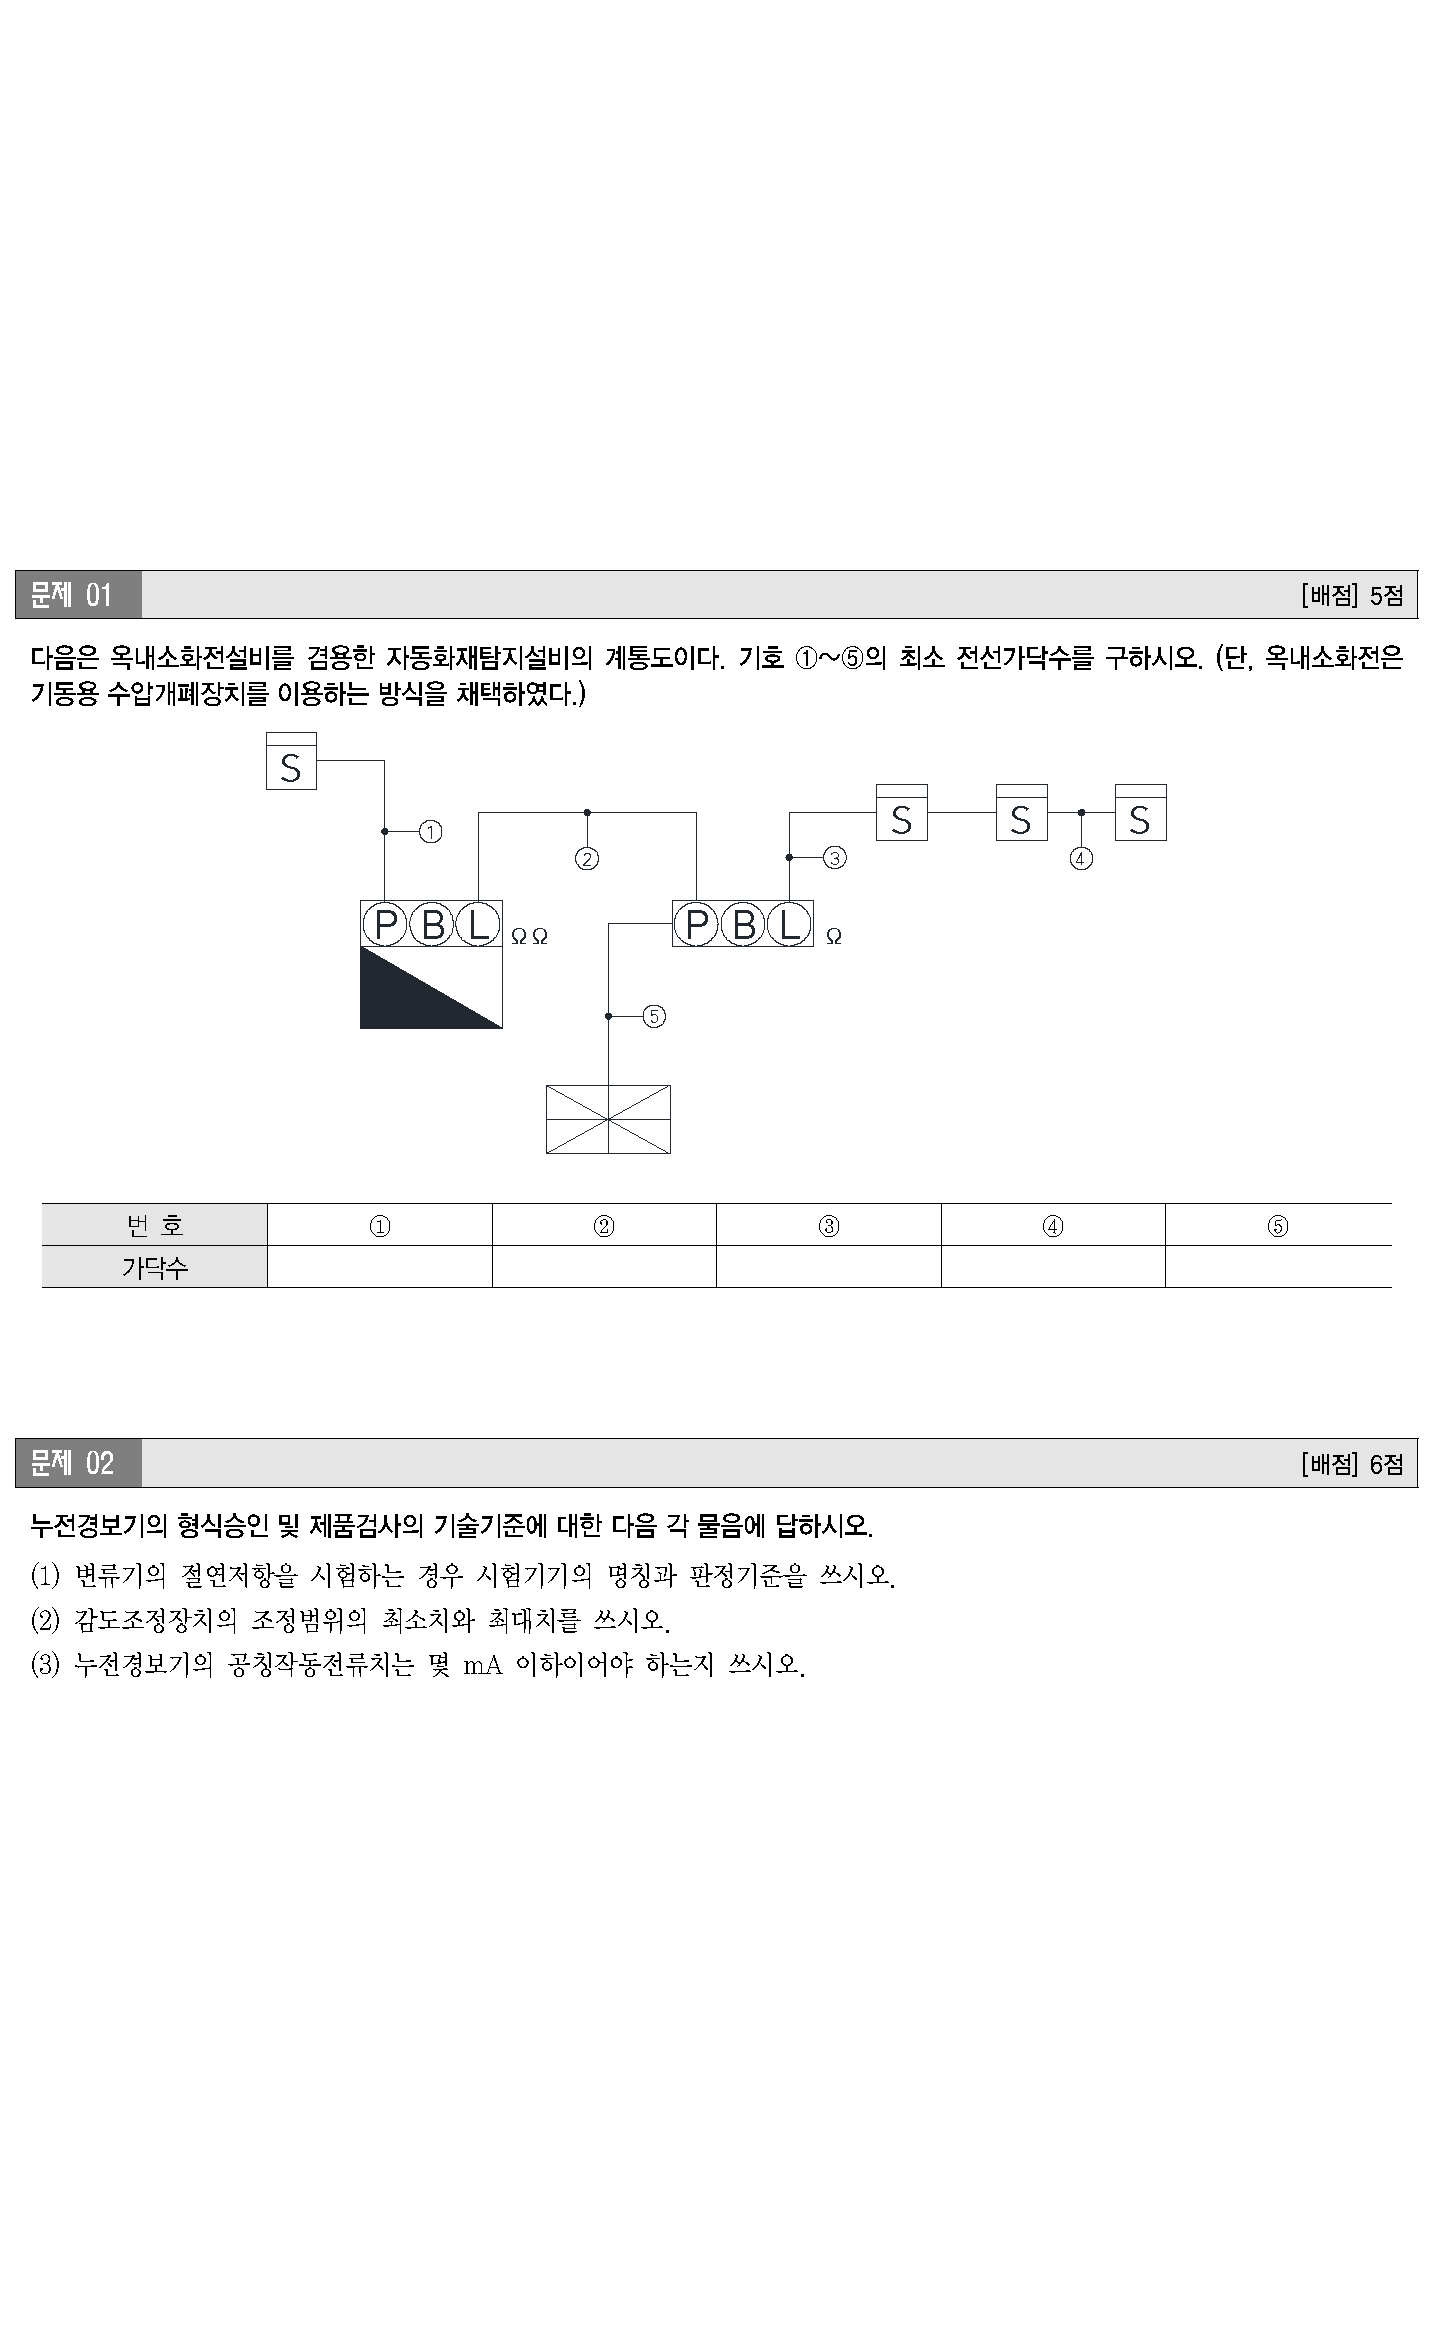 문제 01 [배점] 5점
다음은 옥내소화전설비를 겸용한 자동화재탐지설비의 계통도이다. 기호 ①～⑤의 최소 전선가닥수를 구하시오. (단, 옥내소화전은
기동용 수압개폐장치를 이용하는 방식을 채택하였다.)
S
S S S
①
② ③ ④
P B L Ω Ω P B L Ω
⑤
번 호 ① ② ③ ④ ⑤
가닥수
문제 02 [배점] 6점
누전경보기의 형식승인 및 제품검사의 기술기준에 대한 다음 각 물음에 답하시오.
(1) 변류기의 절연저항을 시험하는 경우 시험기기의 명칭과 판정기준을 쓰시오.
(2) 감도조정장치의 조정범위의 최소치와 최대치를 쓰시오.
(3) 누전경보기의 공칭작동전류치는 몇 mA 이하이어야 하는지 쓰시오.